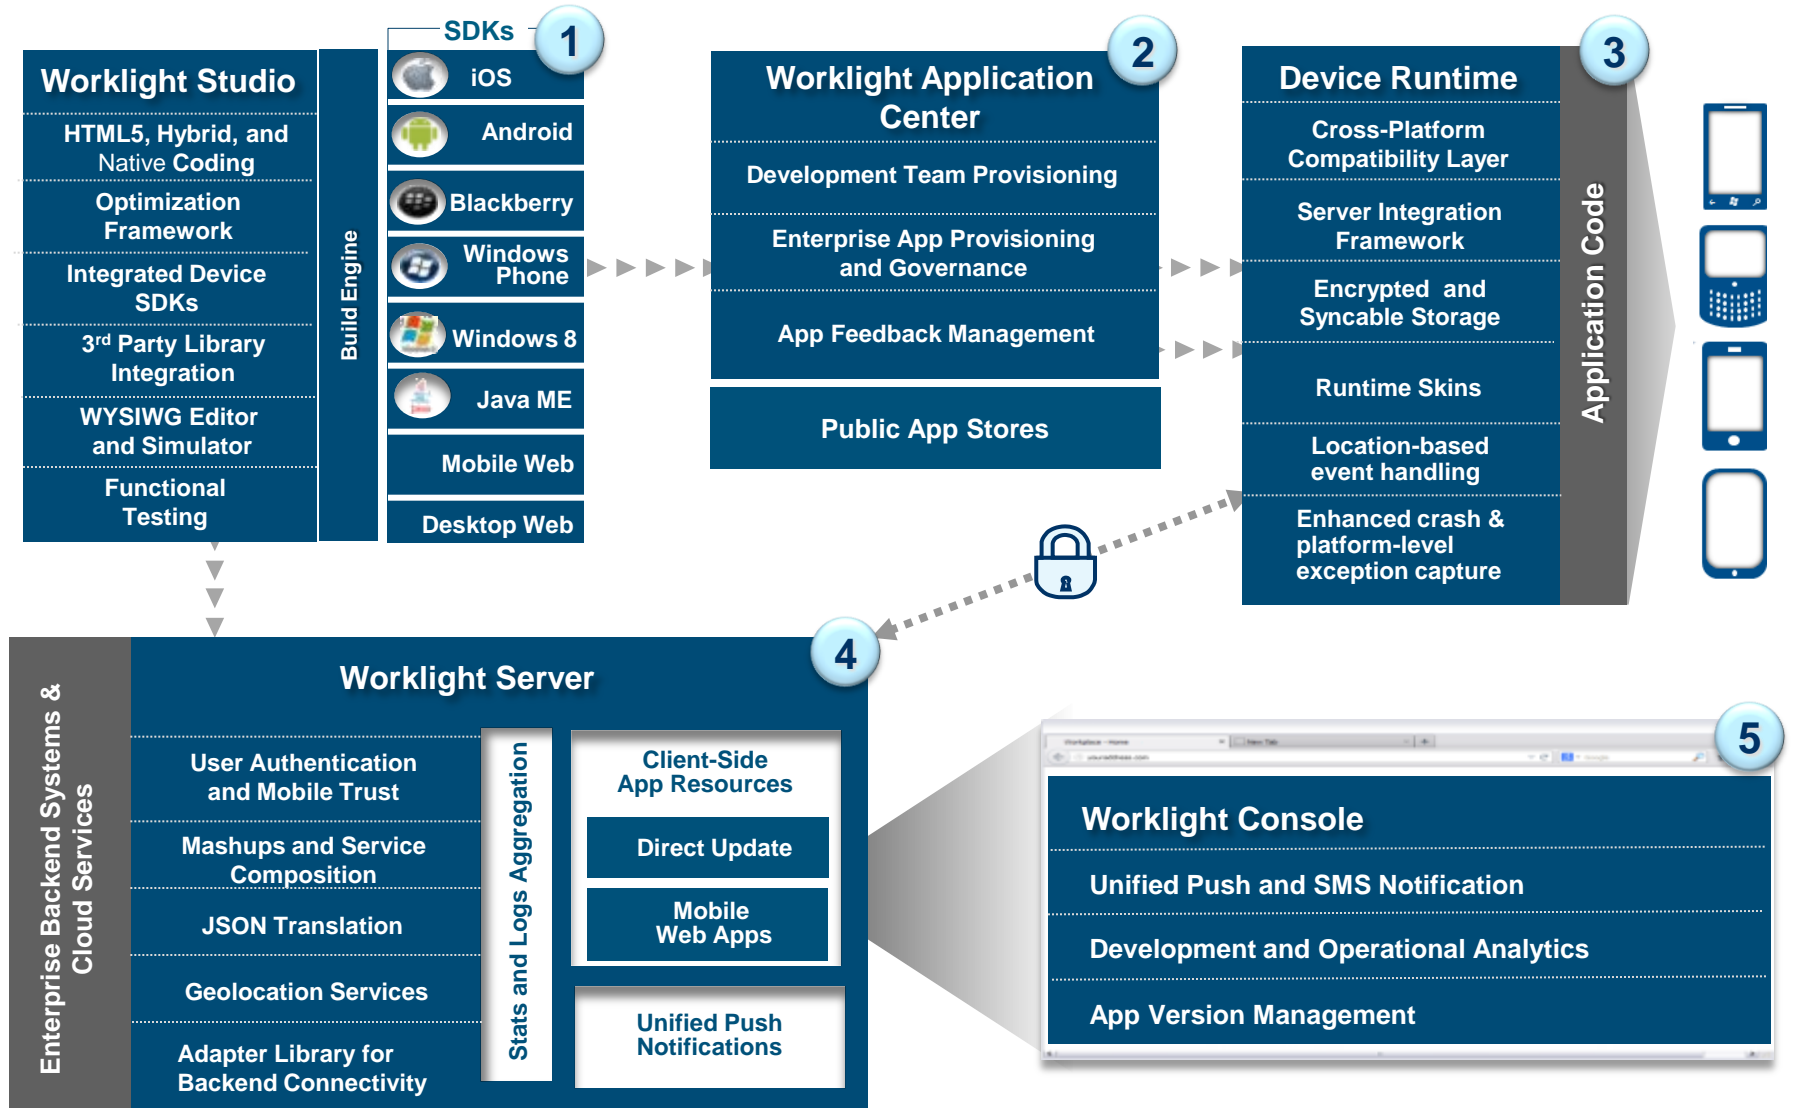 SDKs
1
Worklight Studio
HTML5, Hybrid, and
Native Coding
Optimization
Framework
Integrated Device
SDKs
3rd Party Library
Integration
WYSIWG Editor
and Simulator
Functional
Testing
Build Engine
iOS
Android
Blackberry
Windows
Phone
Windows 8
Java ME
Mobile Web
Desktop Web
2
Worklight Application
Center
Development Team Provisioning
Enterprise App Provisioning
and Governance
App Feedback Management
Public App Stores
3
Device Runtime
Cross-Platform
Compatibility Layer
Server Integration
Framework
Encrypted and
Syncable Storage
Runtime Skins
Location-based
event handling
Enhanced crash &
platform-level
exception capture
Application Code
4
Enterprise Backend Systems &
Cloud Services
Worklight Server
User Authentication
and Mobile Trust
Mashups and Service
Composition
JSON Translation
Geolocation Services
Adapter Library for
Backend Connectivity
Stats and Logs Aggregation
Client-Side
App Resources
Direct Update
Mobile
Web Apps
Unified Push
Notifications
5
Workplace - Home
New Tab
youraddress.com
Google
Worklight Console
Unified Push and SMS Notification
Development and Operational Analytics
App Version Management